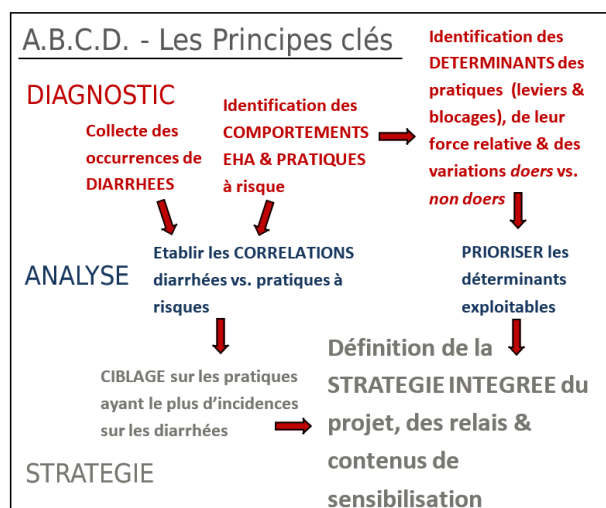 A.B.C.D. - Les Principes clés
DIAGNOSTIC
Collecte des
occurrences de
DIARRHEES
Identification des
COMPORTEMENTS
EHA & PRATIQUES
à risque
Identification des
DETERMINANTS des
pratiques (leviers &
blocages), de leur
force relative & des
variations doers vs.
non doers
ANALYSE
Etablir les CORRELATIONS
diarrhées vs. pratiques à
risques
PRIORISER les
déterminants
exploitables
CIBLAGE sur les pratiques
ayant le plus d’incidences
sur les diarrhées
Définition de la
STRATEGIE INTEGREE du
projet, des relais &
contenus de
sensibilisation
STRATEGIE